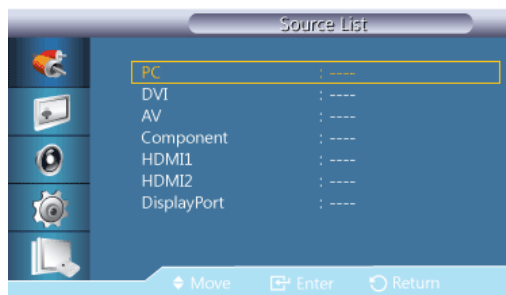 Source List
PC : ----
DVI : ----
AV : ----
Component : ----
HDMI1 : ----
HDMI2 : ----
DisplayPort : ----
Move Enter Return